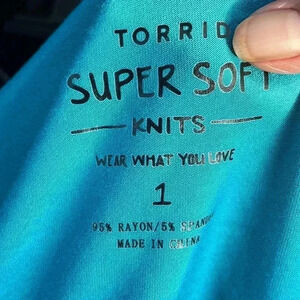 TORRID
SUPER SOFT
KNITS
WEAR WHAT YOU LOVE
1
95% RAYON/5% SPANDEX
MADE IN CHINA